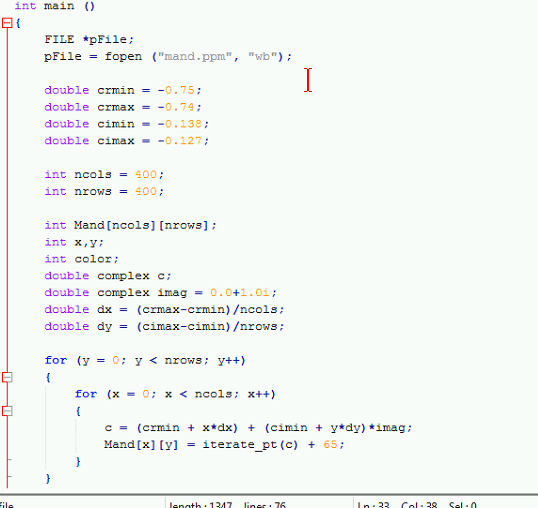 int main ()
{
FILE *pFile;
pFile = fopen ("mand.ppm", "wb");
double crmin = -0.75;
double crmax = -0.74;
double cimin = -0.138;
double cimax = -0.127;
int ncols = 400;
int nrows = 400;
int Mand[ncols][nrows];
int x,y;
int color;
double complex c;
double complex imag = 0.0+1.0i;
double dx = (crmax-crmin)/ncols;
double dy = (cimax-cimin)/nrows;
for (y = 0; y < nrows; y++)
{
for (x = 0; x < ncols; x++)
{
c = (crmin + x*dx) + (cimin + y*dy)*imag;
Mand[x][y] = iterate_pt(c) + 65;
}
}
file length : 1347 lines : 76 Ln : 33 Col : 38 Sel : 0